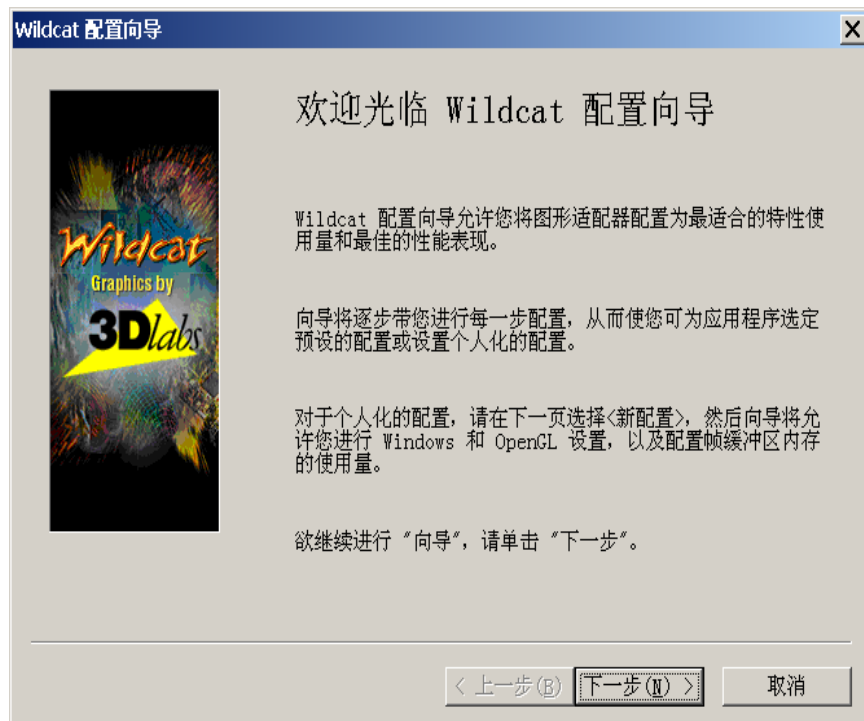 Wildcat 配置向导
欢迎光临 Wildcat 配置向导
Wildcat
Graphics by
3Dlabs
Wildcat 配置向导允许您将图形适配器配置为最适合的特性使
用量和最佳的性能表现。
向导将逐步带您进行每一步配置，从而使您可为应用程序选定
预设的配置或设置个人化的配置。
对于个人化的配置，请在下一页选择<新配置>，然后向导将允
许您进行 Windows 和 OpenGL 设置，以及配置帧缓冲区内存
的使用量。
欲继续进行 "向导"，请单击 "下一步"。
< 上一步(B)
下一步(N) >
取消